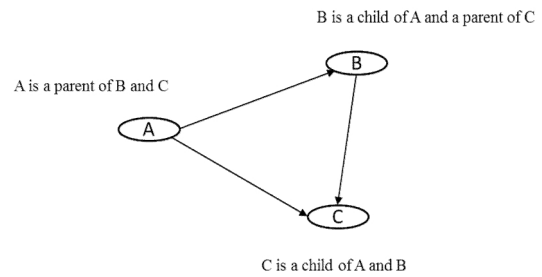 B is a child of A and a parent of C
B
A is a parent of B and C
A
C
C is a child of A and B